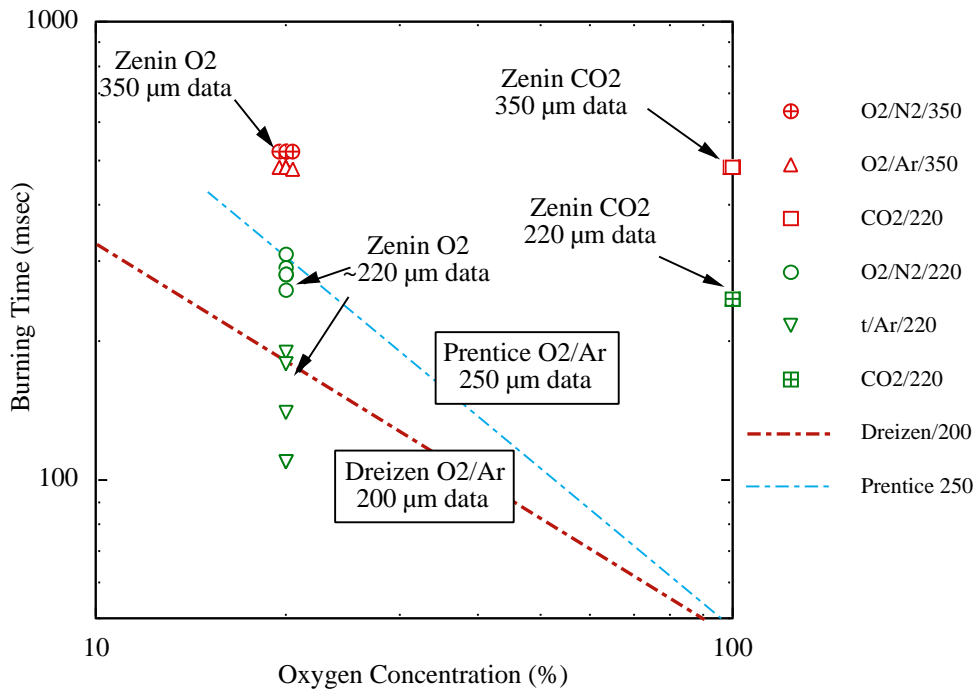 1000
Zenin O2
350 µm data
Zenin CO2
350 µm data
O2/N2/350
O2/Ar/350
CO2/220
O2/N2/220
t/Ar/220
CO2/220
Dreizen/200
Prentice 250
Zenin CO2
220 µm data
Zenin O2
~220 µm data
Burning Time (msec)
Prentice O2/Ar
250 µm data
Dreizen O2/Ar
200 µm data
100
10
100
Oxygen Concentration (%)